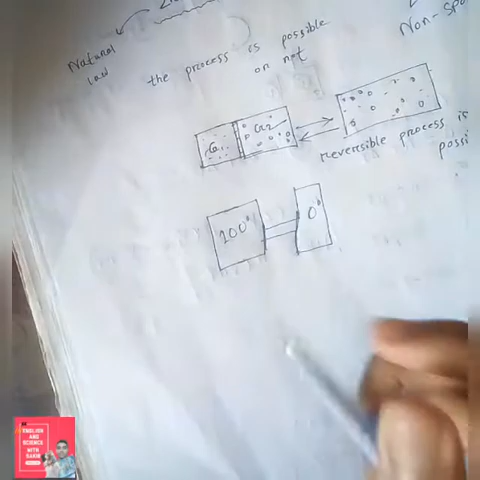 Natural
law
Non-spo
the process is possible
or not
G₁
G₂
reversible process is
possi
200°
0°
ENGLISH
AND
SCIENCE
WITH